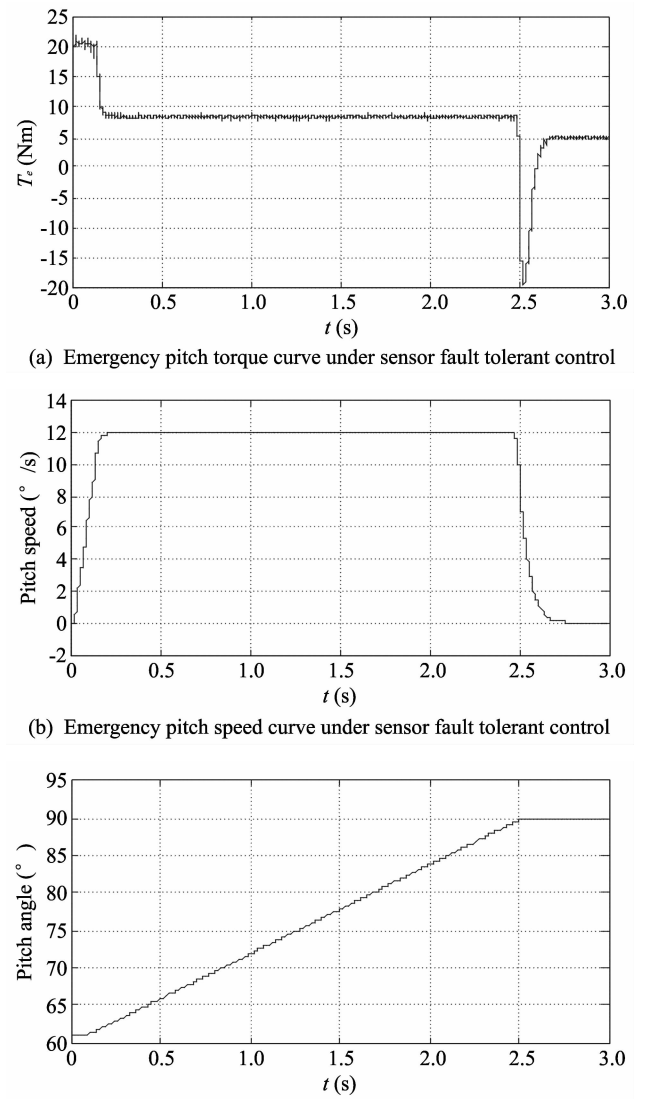 25
20
15
10
5
0
-5
-10
-15
-20
Te (Nm)
0 0.5 1.0 1.5 2.0 2.5 3.0
t (s)
(a) Emergency pitch torque curve under sensor fault tolerant control
14
12
10
8
6
4
2
0
-2
Pitch speed (° /s)
0 0.5 1.0 1.5 2.0 2.5 3.0
t (s)
(b) Emergency pitch speed curve under sensor fault tolerant control
95
90
85
80
75
70
65
60
Pitch angle (° )
0 0.5 1.0 1.5 2.0 2.5 3.0
t (s)